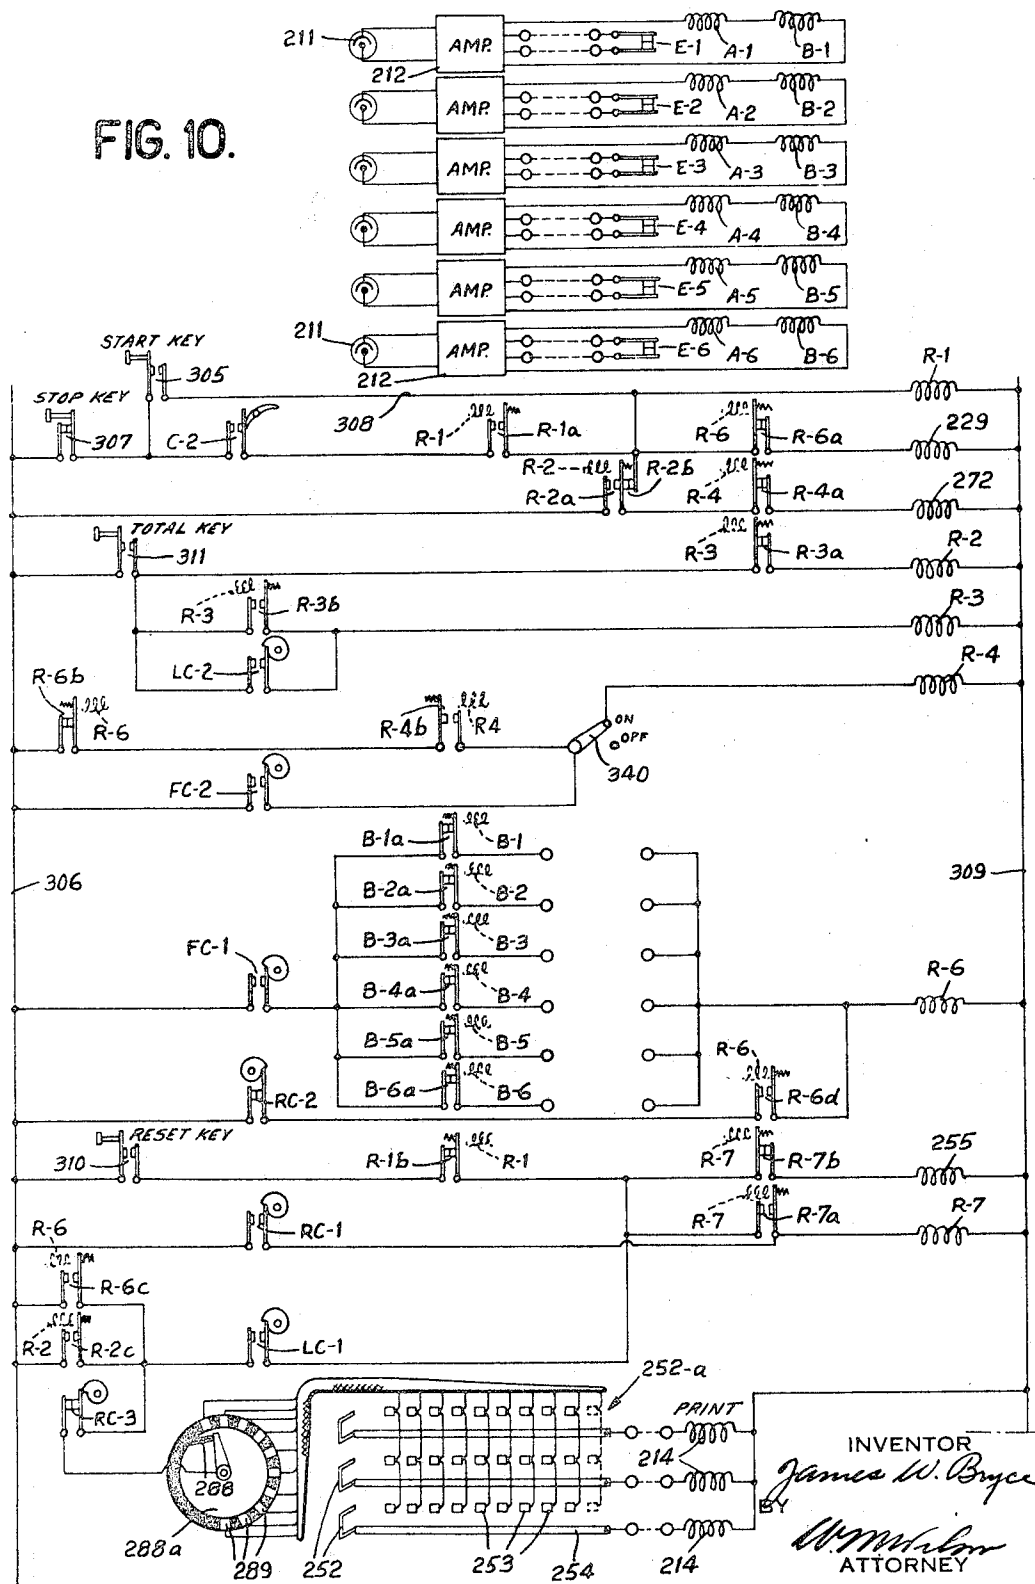 211 AMP. E-1 A-1 B-1
212
FIG. 10.
AMP. E-2 A-2 B-2
AMP. E-3 A-3 B-3
AMP. E-4 A-4 B-4
AMP. E-5 A-5 B-5
211 AMP. E-6 A-6 B-6
212
START KEY
305 R-1
STOP KEY
308
307 C-2 R-1 R-1a R-6 R-6a 229
R-2 R-2b
R-2a R-4 R-4a 272
TOTAL KEY
311 R-3 R-3a R-2
R-3 R-3b R-3
LC-2
R-4
R-6b
R-6 R-4b R4 ON
OFF
340
FC-2
B-1a B-1
306 309
B-2a B-2
B-3a B-3
FC-1
B-4a B-4 R-6
B-5a B-5
R-6
RC-2 B-6a B-6 R-6d
RESET KEY
310 R-1b R-1 R-7 R-7b 255
RC-1 R-7 R-7a R-7
R-6
R-6c
R-2 R-2c LC-1
252-a
RC-3
PRINT
214
288
288a 289 252 253 254 214
INVENTOR
James W. Bryce
BY
W M Wilson
ATTORNEY